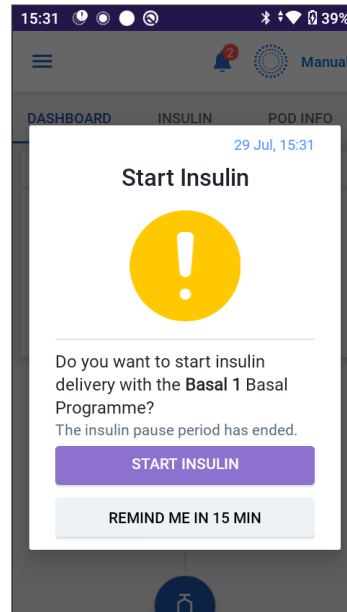 15:31 39%
2
Manual
DASHBOARD INSULIN POD INFO
29 Jul, 15:31
Start Insulin
!
Do you want to start insulin
delivery with the Basal 1 Basal
Programme?
The insulin pause period has ended.
START INSULIN
REMIND ME IN 15 MIN